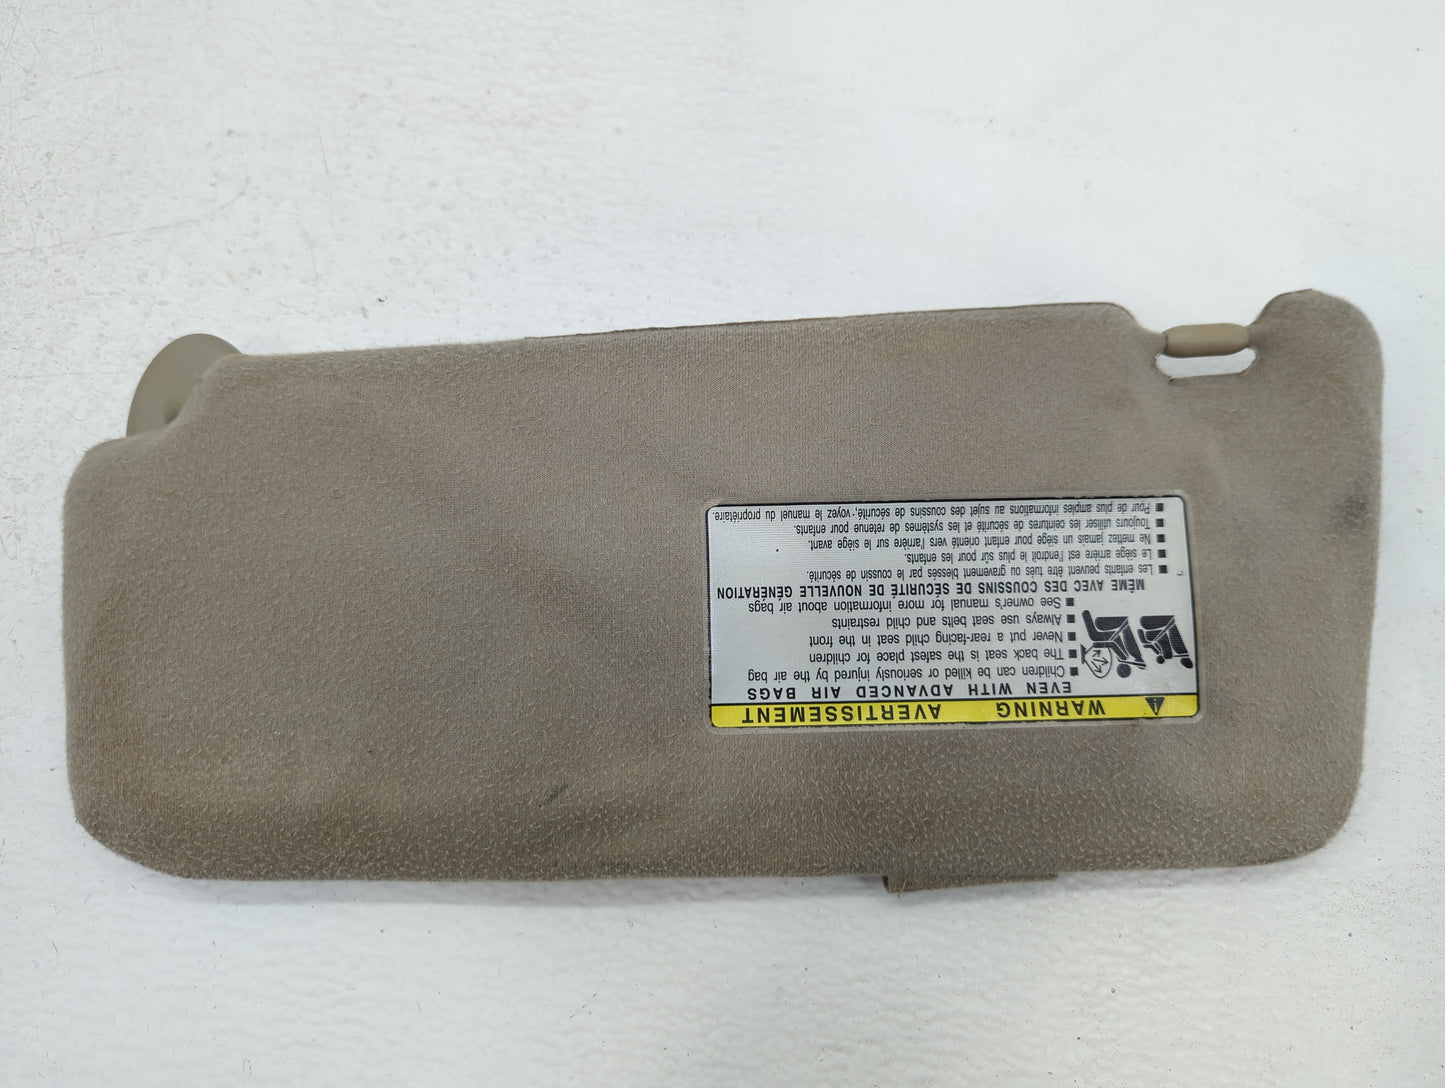 WARNING AVERTISSEMENT
EVEN WITH ADVANCED AIR BAGS
■ Children can be killed or seriously injured by the air bag
■ The back seat is the safest place for children
■ Never put a rear-facing child seat in the front
■ Always use seat belts and child restraints
■ See owner's manual for more information about air bags
MÊME AVEC DES COUSSINS DE SÉCURITÉ DE NOUVELLE GÉNÉRATION
■ Les enfants peuvent être tués ou gravement blessés par le coussin de sécurité.
■ Le siège arrière est l'endroit le plus sûr pour les enfants.
■ Ne mettez jamais un siège pour enfant orienté vers l'arrière sur le siège avant.
■ Toujours utiliser les ceintures de sécurité et les systèmes de retenue pour enfants.
■ Pour de plus amples informations au sujet des coussins de sécurité, voyez le manuel du propriétaire.